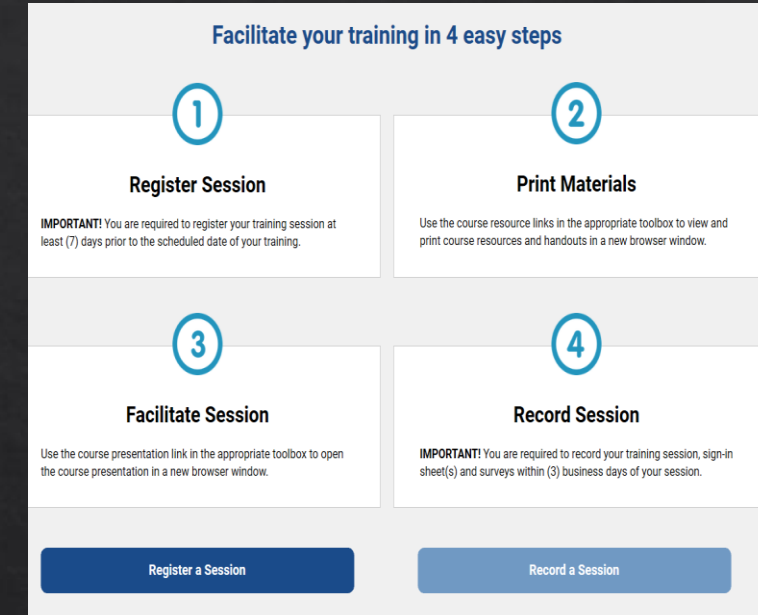 Facilitate your training in 4 easy steps
1
Register Session
IMPORTANT! You are required to register your training session at
least (7) days prior to the scheduled date of your training.
2
Print Materials
Use the course resource links in the appropriate toolbox to view and
print course resources and handouts in a new browser window.
3
Facilitate Session
Use the course presentation link in the appropriate toolbox to open
the course presentation in a new browser window.
4
Record Session
IMPORTANT! You are required to record your training session, sign-in
sheet(s) and surveys within (3) business days of your session.
Register a Session
Record a Session